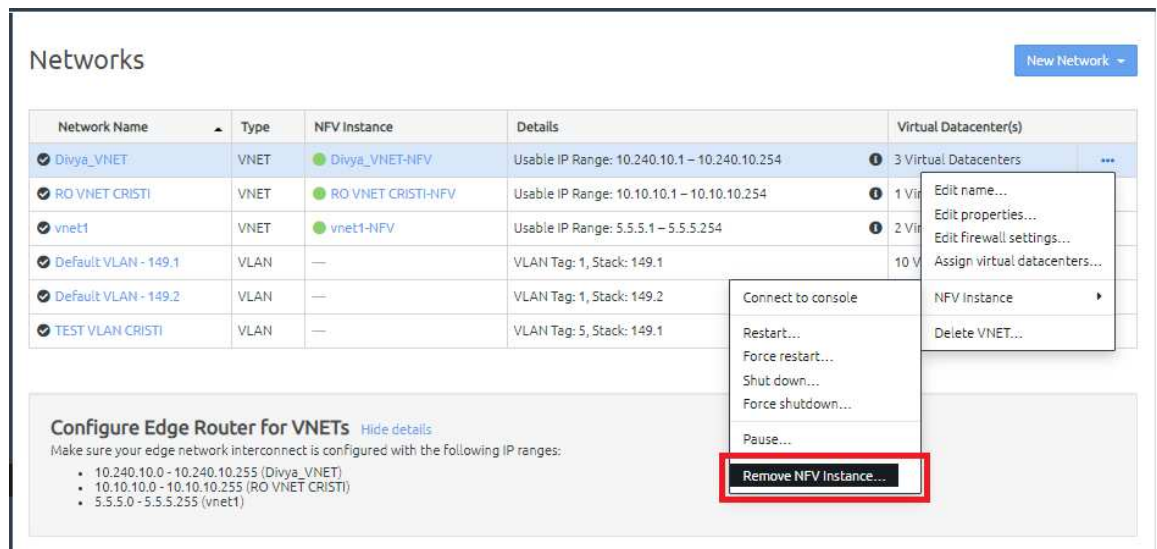 Networks
New Network
Network Name Type NFV Instance Details Virtual Datacenter(s)
Divya_VNET VNET Divya_VNET-NFV Usable IP Range: 10.240.10.1 – 10.240.10.254 3 Virtual Datacenters ...
RO VNET CRISTI VNET RO VNET CRISTI-NFV Usable IP Range: 10.10.10.1 – 10.10.10.254 1 Vir
vnet1 VNET vnet1-NFV Usable IP Range: 5.5.5.1 – 5.5.5.254 2 Vir
Default VLAN - 149.1 VLAN — VLAN Tag: 1, Stack: 149.1 10 V
Default VLAN - 149.2 VLAN — VLAN Tag: 1, Stack: 149.2
TEST VLAN CRISTI VLAN — VLAN Tag: 5, Stack: 149.1
Edit name...
Edit properties...
Edit firewall settings...
Assign virtual datacenters...
NFV Instance
Delete VNET...
Connect to console
Restart...
Force restart...
Shut down...
Force shutdown...
Pause...
Remove NFV Instance...
Configure Edge Router for VNETs Hide details
Make sure your edge network interconnect is configured with the following IP ranges:
• 10.240.10.0 - 10.240.10.255 (Divya_VNET)
• 10.10.10.0 - 10.10.10.255 (RO VNET CRISTI)
• 5.5.5.0 - 5.5.5.255 (vnet1)